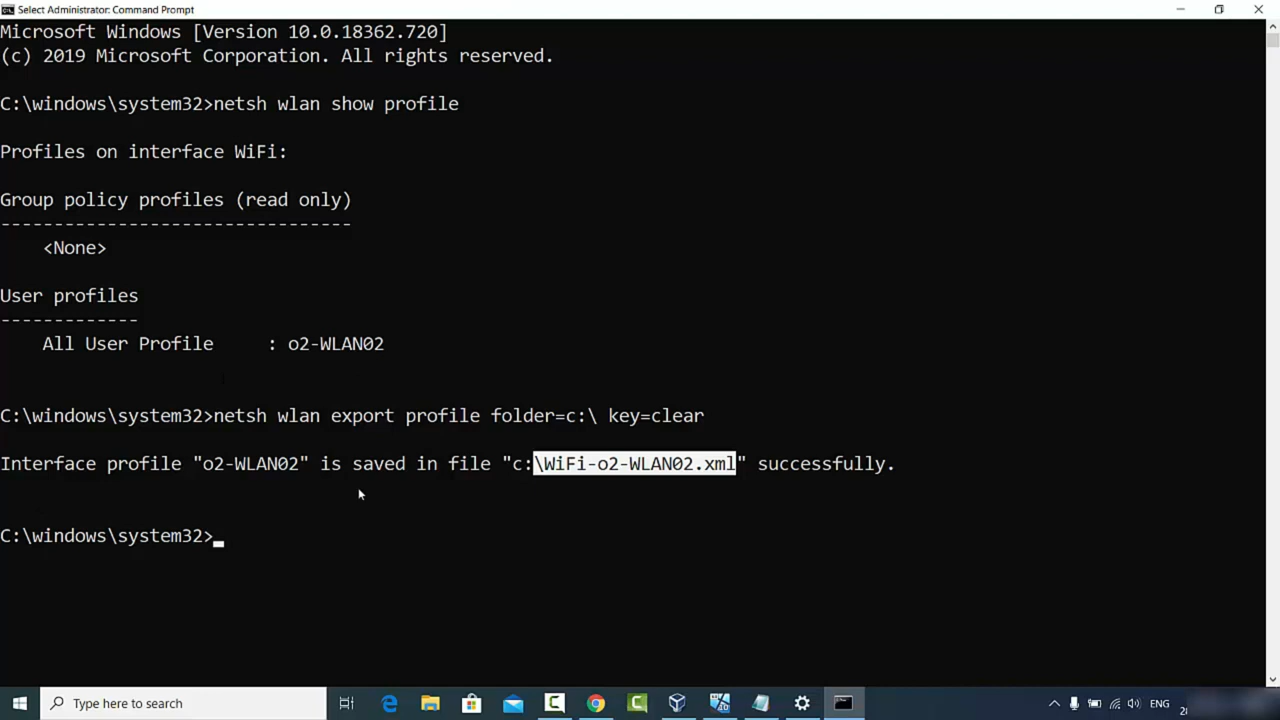 Select Administrator: Command Prompt
Microsoft Windows [Version 10.0.18362.720]
(c) 2019 Microsoft Corporation. All rights reserved.
C:\windows\system32>netsh wlan show profile
Profiles on interface WiFi:
Group policy profiles (read only)
---------------------------------
<None>
User profiles
-------------
All User Profile     : o2-WLAN02
C:\windows\system32>netsh wlan export profile folder=c:\ key=clear
Interface profile "o2-WLAN02" is saved in file "c:\WiFi-o2-WLAN02.xml" successfully.
C:\windows\system32>
Type here to search
ENG